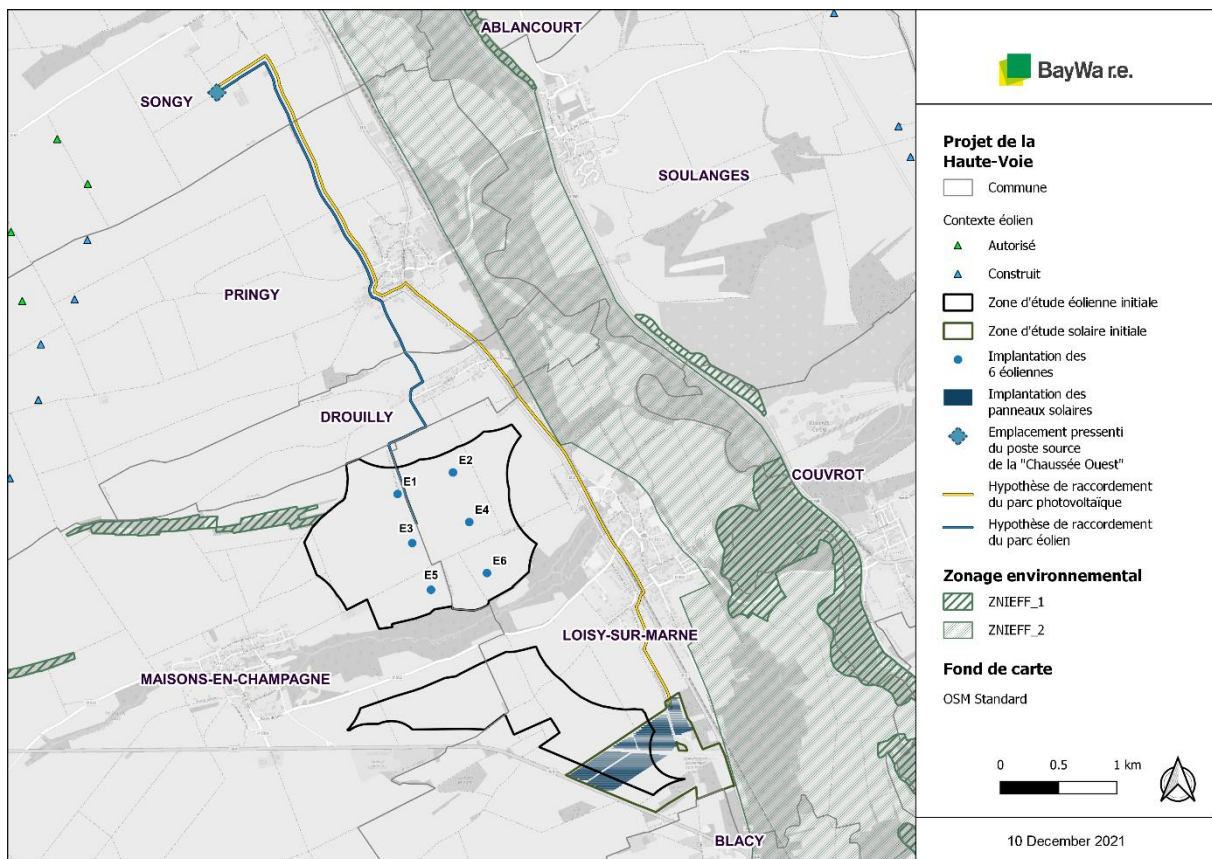 ABLANCOURT
SONGY
SOULANGES
PRINGY
DROUILLY
COUVROT
E2
E1
E4
E3
E6
E5
LOISY-SUR-MARNE
MAISONS-EN-CHAMPAGNE
BLACY
BayWa r.e.
Projet de la
Haute-Voie
Commune
Contexte éolien
Autorisé
Construit
Zone d'étude éolienne initiale
Zone d'étude solaire initiale
Implantation des
6 éoliennes
Implantation des
panneaux solaires
Emplacement pressenti
du poste source
de la "Chaussée Ouest"
Hypothèse de raccordement
du parc photovoltaïque
Hypothèse de raccordement
du parc éolien
Zonage environnemental
ZNIEFF_1
ZNIEFF_2
Fond de carte
OSM Standard
0 0.5 1 km
10 December 2021